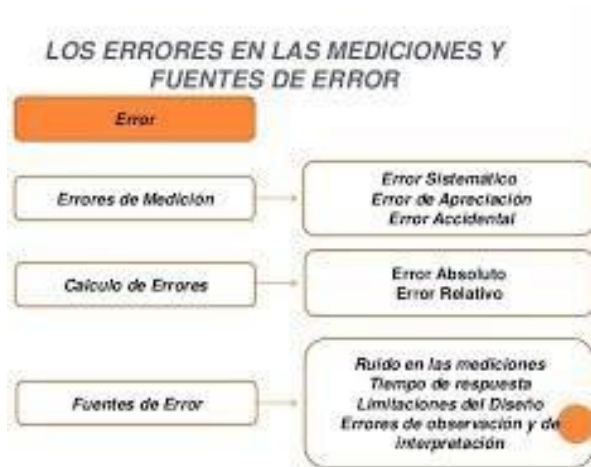 LOS ERRORES EN LAS MEDICIONES Y
FUENTES DE ERROR
Error
Errores de Medición
Error Sistemático
Error de Apreciación
Error Accidental
Calculo de Errores
Error Absoluto
Error Relativo
Fuentes de Error
Ruido en las mediciones
Tiempo de respuesta
Limitaciones del Diseño
Errores de observación y de
interpretación